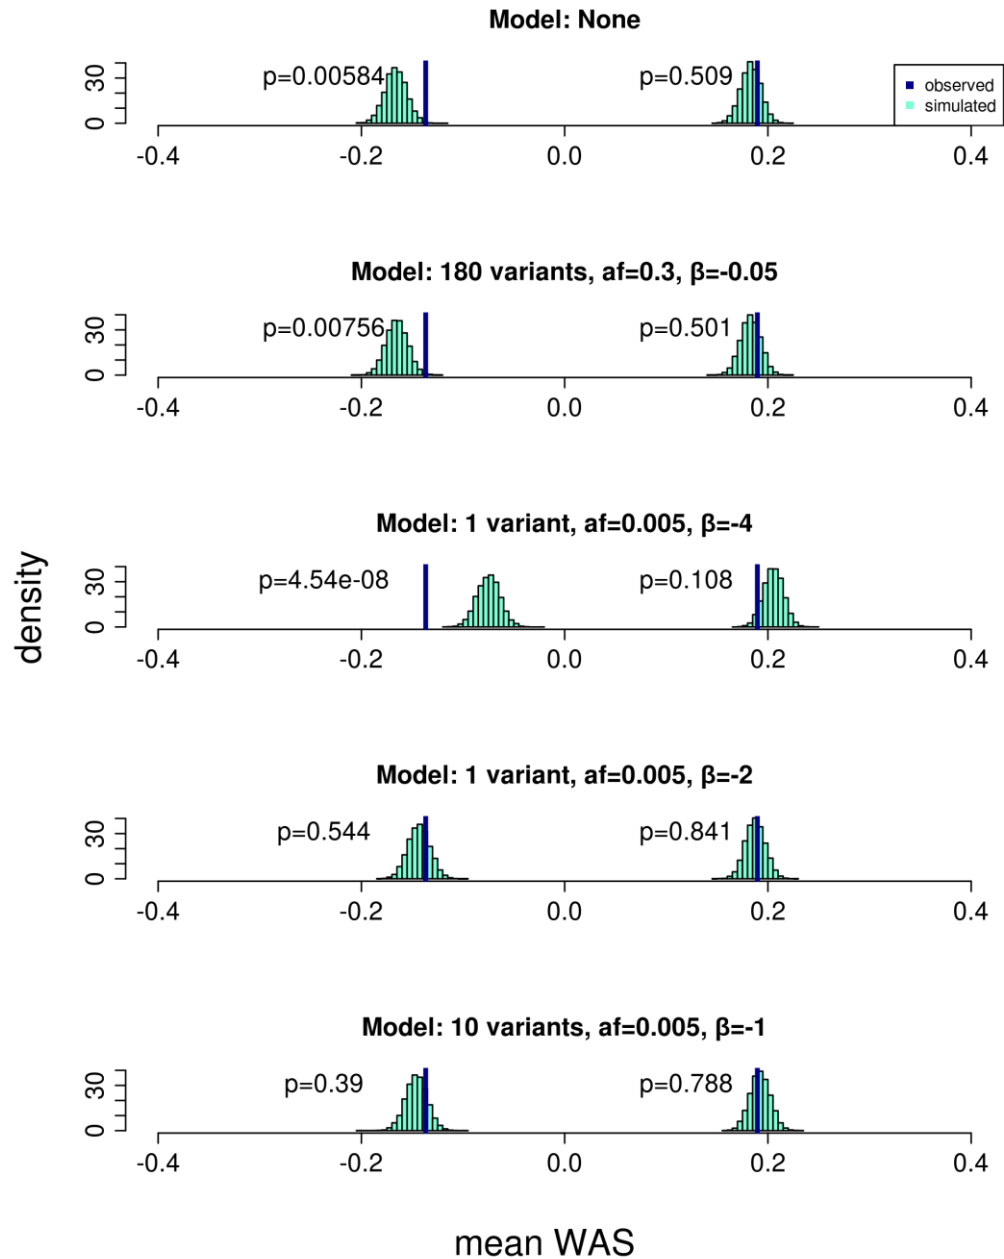 Model: None
p=0.00584
p=0.509
observed
simulated
0 30
-0.4 -0.2 0.0 0.2 0.4
Model: 180 variants, af=0.3, β=-0.05
p=0.00756
p=0.501
0 30
-0.4 -0.2 0.0 0.2 0.4
Model: 1 variant, af=0.005, β=-4
p=4.54e-08
p=0.108
0 30
-0.4 -0.2 0.0 0.2 0.4
density
Model: 1 variant, af=0.005, β=-2
p=0.544
p=0.841
0 30
-0.4 -0.2 0.0 0.2 0.4
Model: 10 variants, af=0.005, β=-1
p=0.39
p=0.788
0 30
-0.4 -0.2 0.0 0.2 0.4
mean WAS